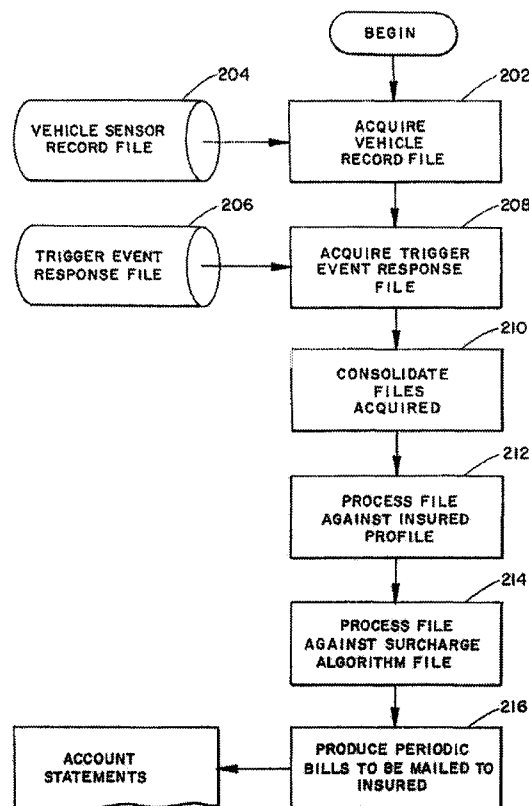 BEGIN
204
202
VEHICLE SENSOR
RECORD FILE
ACQUIRE
VEHICLE
RECORD FILE
206
208
TRIGGER EVENT
RESPONSE FILE
ACQUIRE TRIGGER
EVENT RESPONSE
FILE
210
CONSOLIDATE
FILES
ACQUIRED
212
PROCESS FILE
AGAINST INSURED
PROFILE
214
PROCESS FILE
AGAINST SURCHARGE
ALGORITHM FILE
216
ACCOUNT
STATEMENTS
PRODUCE PERIODIC
BILLS TO BE MAILED TO
INSURED